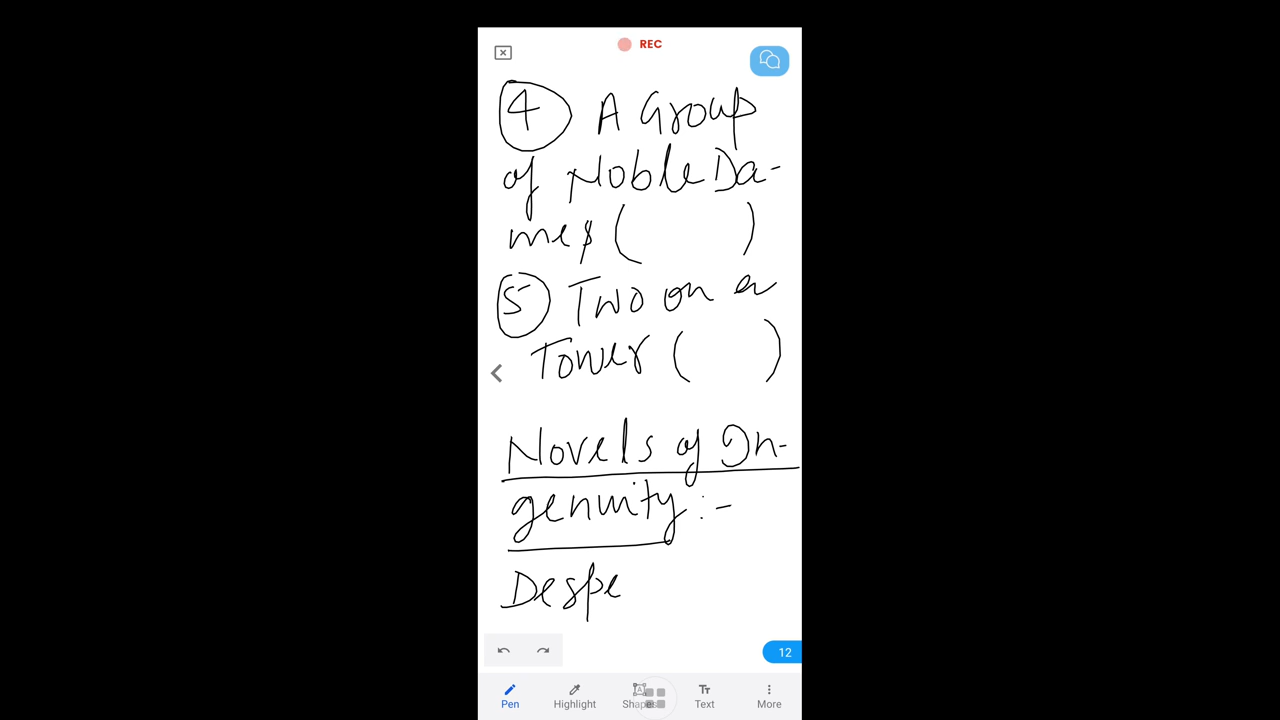 REC
4 A Group
of Noble Da-
mes (      )
5 Two on a
Tower (      )
Novels of In-
genuity :-
Despe
12
Pen Highlight Shapes Text More